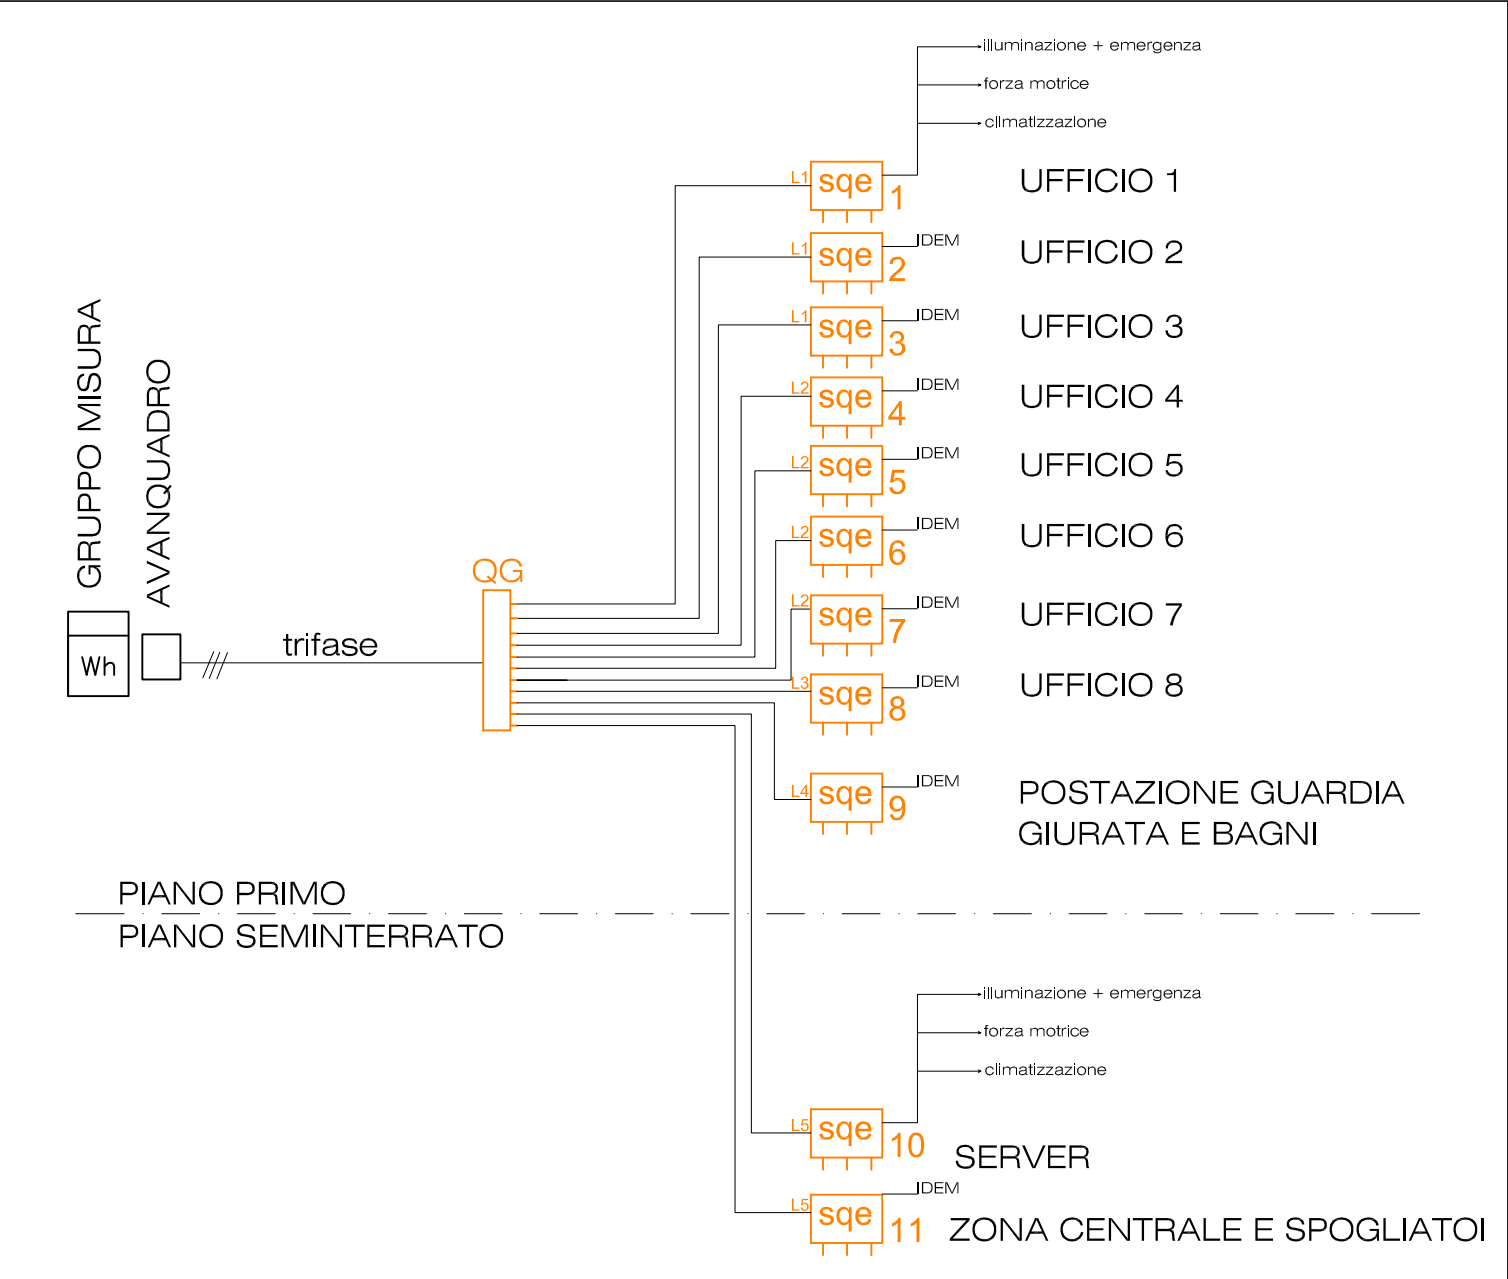 illuminazione + emergenza
forza motrice
climatizzazione
L1 sqe 1 UFFICIO 1
L1 sqe 2 IDEM UFFICIO 2
L1 sqe 3 IDEM UFFICIO 3
L2 sqe 4 IDEM UFFICIO 4
L2 sqe 5 IDEM UFFICIO 5
L2 sqe 6 IDEM UFFICIO 6
L2 sqe 7 IDEM UFFICIO 7
L3 sqe 8 IDEM UFFICIO 8
L4 sqe 9 IDEM POSTAZIONE GUARDIA
GIURATA E BAGNI
GRUPPO MISURA
AVANQUADRO
Wh
trifase
QG
PIANO PRIMO
PIANO SEMINTERRATO
illuminazione + emergenza
forza motrice
climatizzazione
L5 sqe 10 SERVER
L5 sqe 11 IDEM ZONA CENTRALE E SPOGLIATOI